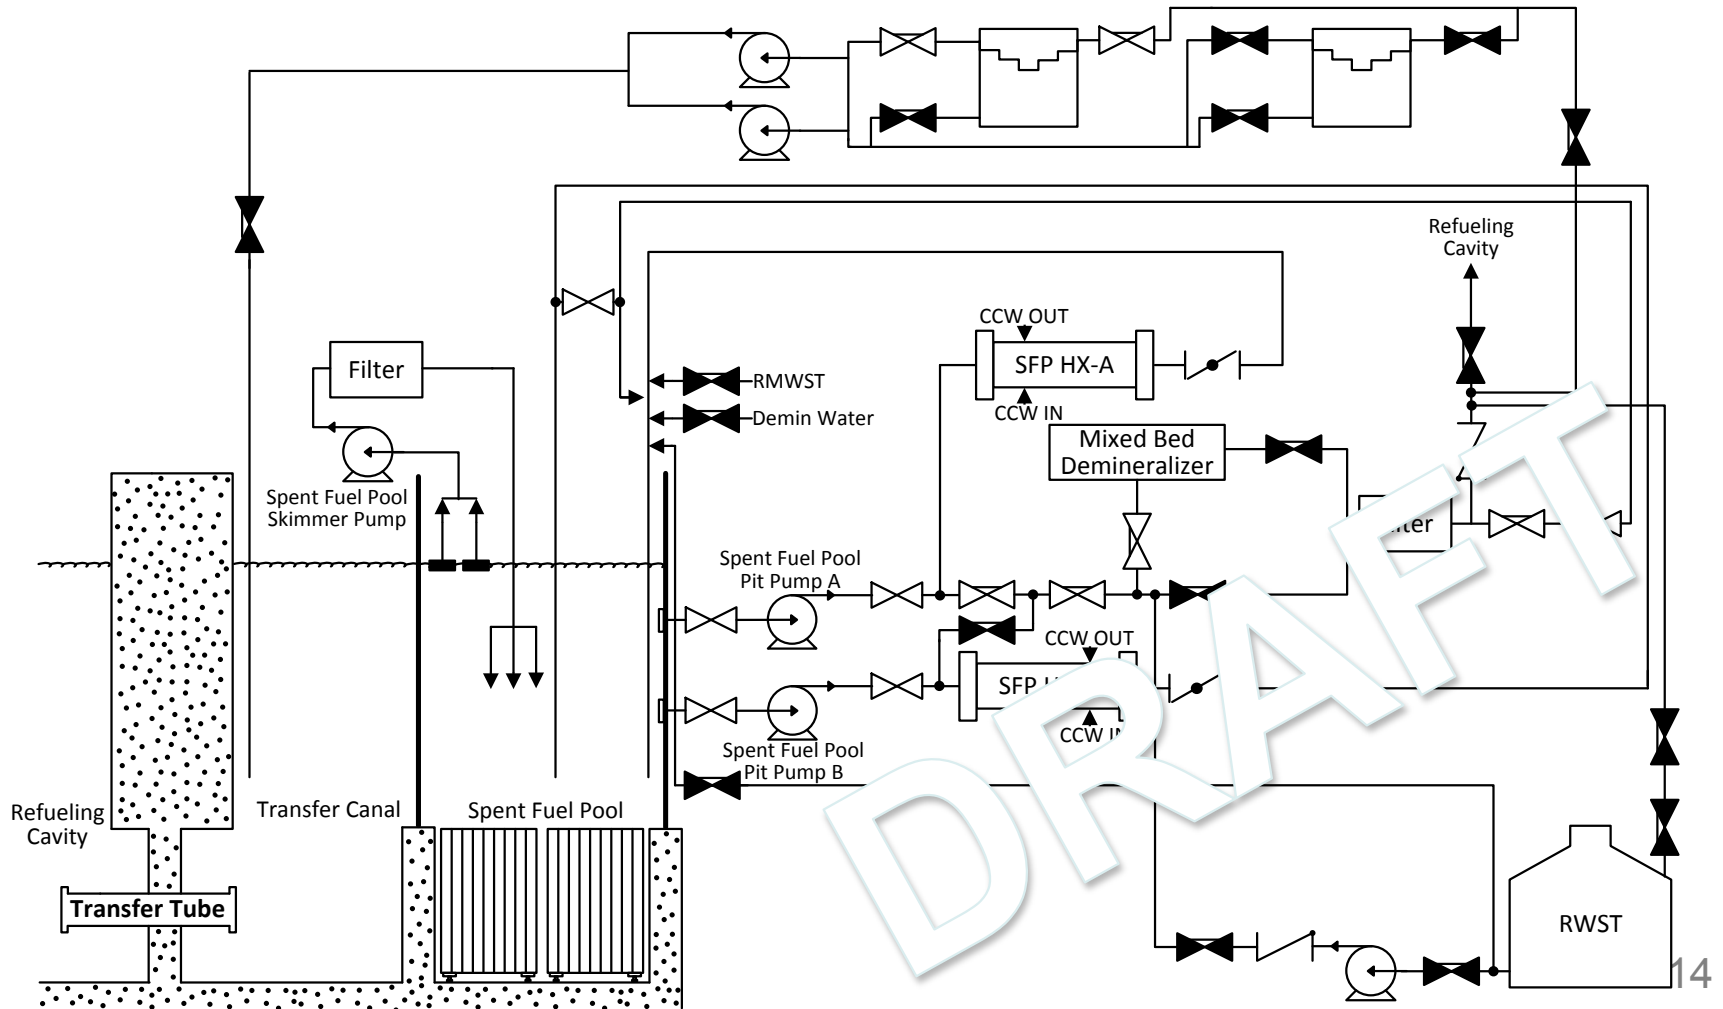 Refueling
Cavity
CCW OUT
SFP HX-A
CCW IN
Filter
RMWST
Demin Water
Mixed Bed
Demineralizer
Spent Fuel Pool
Skimmer Pump
Spent Fuel Pool
Pit Pump A
CCW OUT
SFP
CCW IN
Spent Fuel Pool
Pit Pump B
Refueling
Cavity
Transfer Canal
Spent Fuel Pool
Transfer Tube
RWST
DRAFT
14